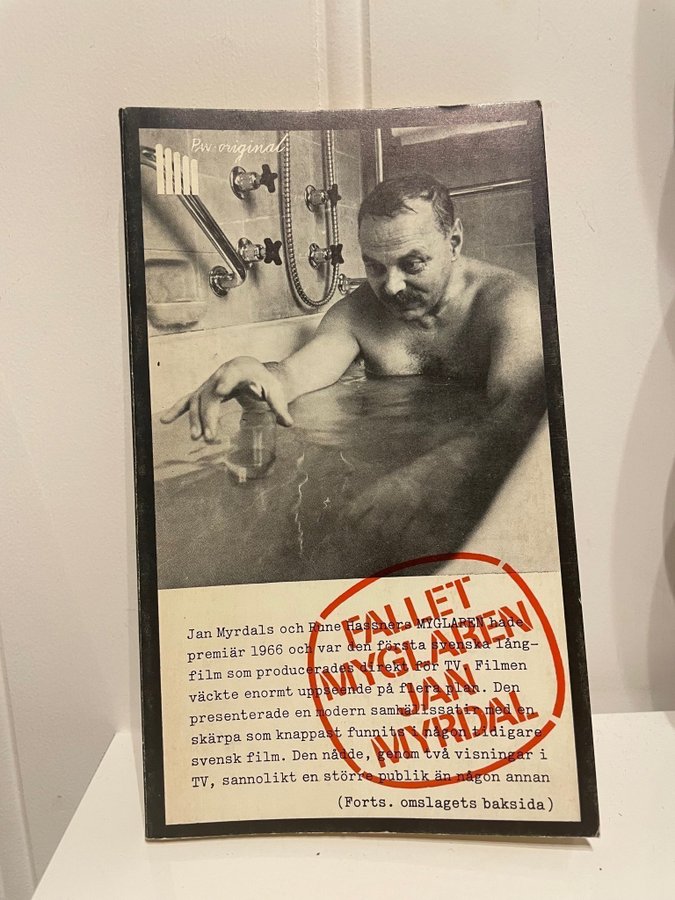 Pw-original
Jan Myrdals och Rune Hassners MYGLAREN hade
premiär 1966 och var den första svenska lång-
film som producerades direkt för TV. Filmen
väckte enormt uppseende på flera plan. Den
presenterade en modern samhällssatir med en
skärpa som knappast funnits i någon tidigare
svensk film. Den nådde, genom två visningar i
TV, sannolikt en större publik än någon annan
(Forts. omslagets baksida)
FALLET
MYGLAREN
JAN
MYRDAL